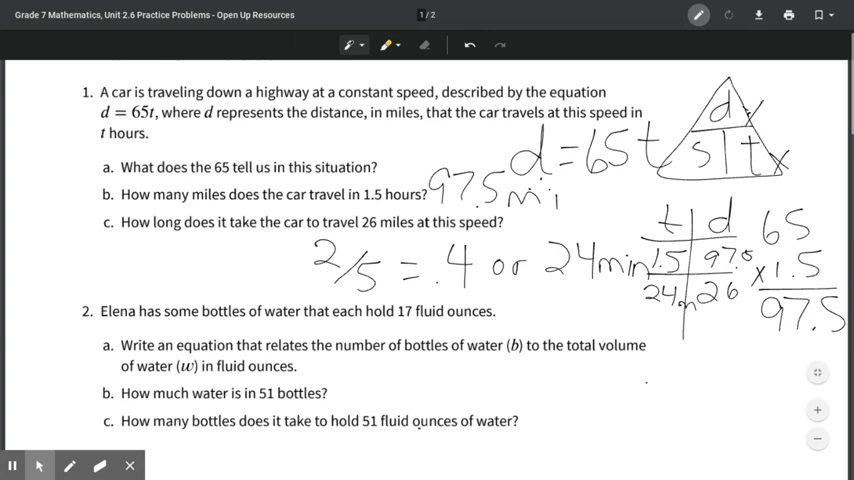 Grade 7 Mathematics, Unit 2.6 Practice Problems - Open Up Resources
1 / 2
1. A car is traveling down a highway at a constant speed, described by the equation
d = 65t, where d represents the distance, in miles, that the car travels at this speed in
t hours.
d
s | t
d = 65t
a. What does the 65 tell us in this situation?
b. How many miles does the car travel in 1.5 hours?
97.5 mi
c. How long does it take the car to travel 26 miles at this speed?
2/5 = .4 or 24 min
t | d
1.5 | 97.5
24m | 26
65
x 1.5
97.5
2. Elena has some bottles of water that each hold 17 fluid ounces.
a. Write an equation that relates the number of bottles of water (b) to the total volume
of water (w) in fluid ounces.
b. How much water is in 51 bottles?
c. How many bottles does it take to hold 51 fluid ounces of water?